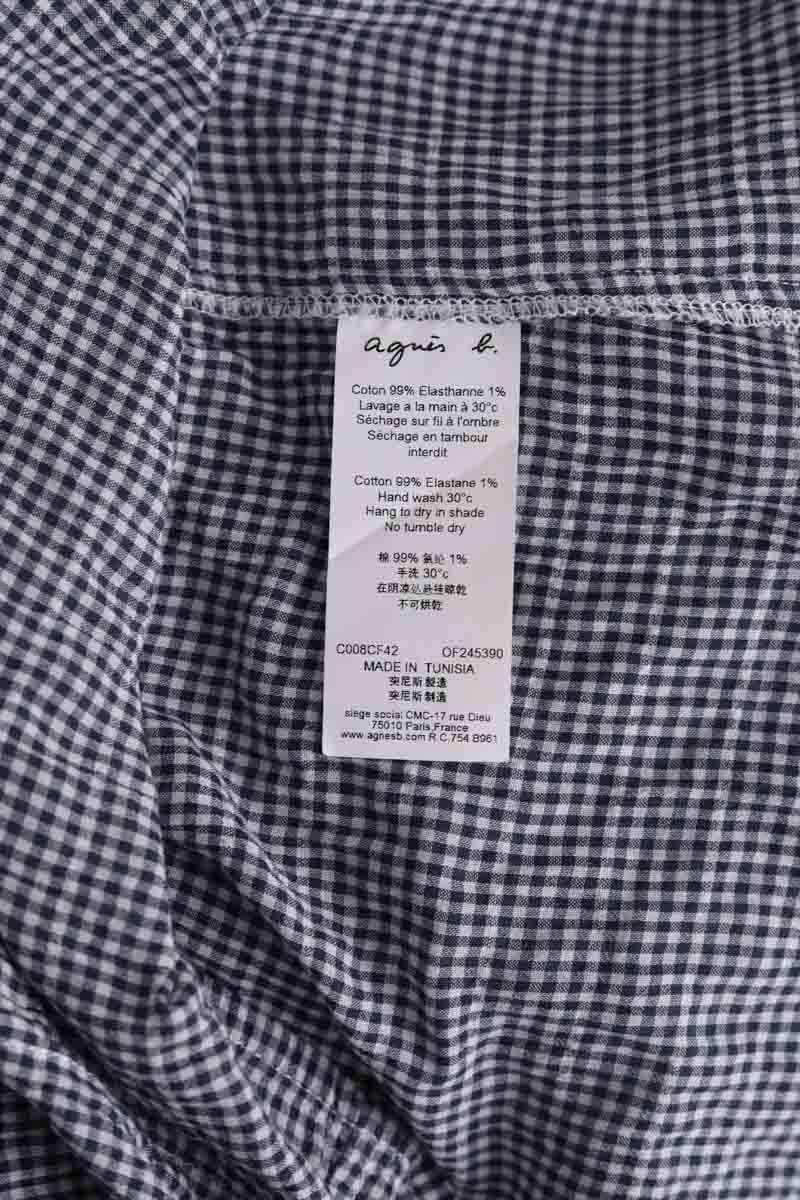 agnès b.
Coton 99% Elasthanne 1%
Lavage a la main à 30°c
Séchage sur fil à l'ombre
Séchage en tambour
interdit
Cotton 99% Elastane 1%
Hand wash 30°c
Hang to dry in shade
No tumble dry
棉 99% 氨纶 1%
手洗 30°c
在阴凉处悬挂晾乾
不可烘乾
C008CF42 OF245390
MADE IN TUNISIA
突尼斯製造
突尼斯制造
siege social CMC-17 rue Dieu
75010 Paris,France
www.agnesb.com R.C.754 B961